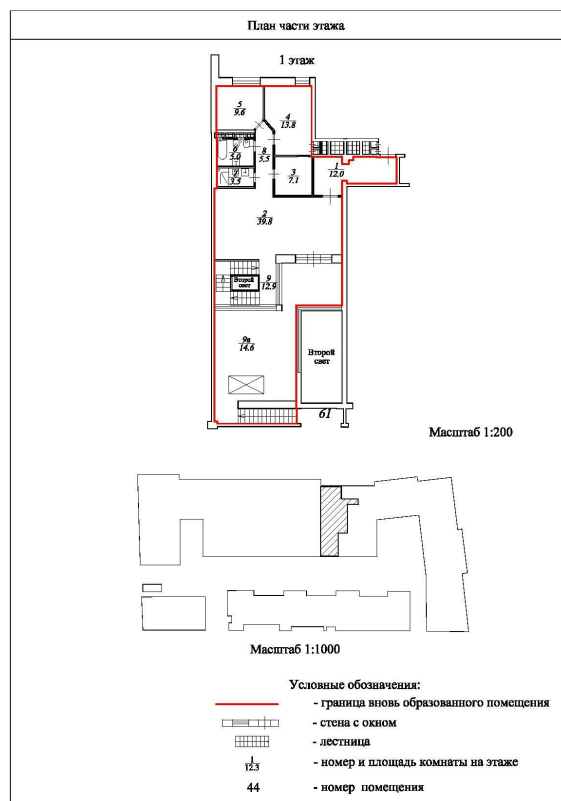 План части этажа
1 этаж
5
9.6
4
13.8
6
5.0
8
5.5
7
3.5
3
7.1
1
12.0
2
39.8
Второй
свет
9
12.9
9а
14.6
Второй
свет
61
Масштаб 1:200
Масштаб 1:1000
Условные обозначения:
- граница вновь образованного помещения
- стена с окном
- лестница
1
12.3
- номер и площадь комнаты на этаже
44
- номер помещения